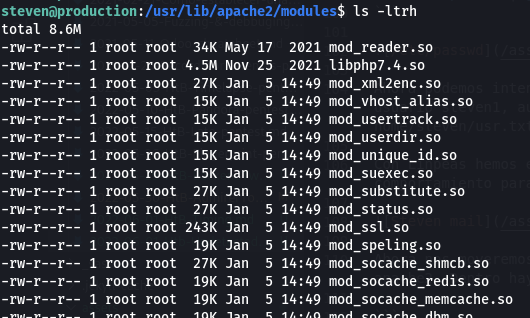 steven@production:/usr/lib/apache2/modules$ ls -ltrh
total 8.6M
-rw-r--r-- 1 root root  34K May 17  2021 mod_reader.so
-rw-r--r-- 1 root root 4.5M Nov 25  2021 libphp7.4.so
-rw-r--r-- 1 root root  27K Jan  5 14:49 mod_xml2enc.so
-rw-r--r-- 1 root root  15K Jan  5 14:49 mod_vhost_alias.so
-rw-r--r-- 1 root root  15K Jan  5 14:49 mod_usertrack.so
-rw-r--r-- 1 root root  15K Jan  5 14:49 mod_userdir.so
-rw-r--r-- 1 root root  15K Jan  5 14:49 mod_unique_id.so
-rw-r--r-- 1 root root  15K Jan  5 14:49 mod_suexec.so
-rw-r--r-- 1 root root  27K Jan  5 14:49 mod_substitute.so
-rw-r--r-- 1 root root  27K Jan  5 14:49 mod_status.so
-rw-r--r-- 1 root root 243K Jan  5 14:49 mod_ssl.so
-rw-r--r-- 1 root root  19K Jan  5 14:49 mod_speling.so
-rw-r--r-- 1 root root  27K Jan  5 14:49 mod_socache_shmcb.so
-rw-r--r-- 1 root root  19K Jan  5 14:49 mod_socache_redis.so
-rw-r--r-- 1 root root  19K Jan  5 14:49 mod_socache_memcache.so
-rw-r--r-- 1 root root  19K Jan  5 14:49 mod_socache_dbm.so